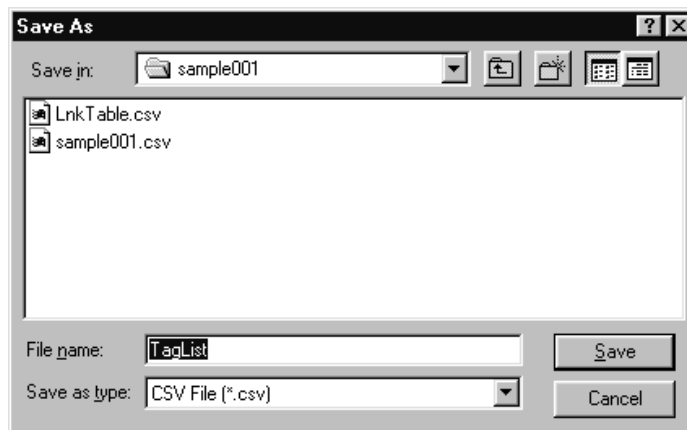 Save As
Save in:
sample001
LnkTable.csv
sample001.csv
File name:
TagList
Save
Save as type:
CSV File (*.csv)
Cancel